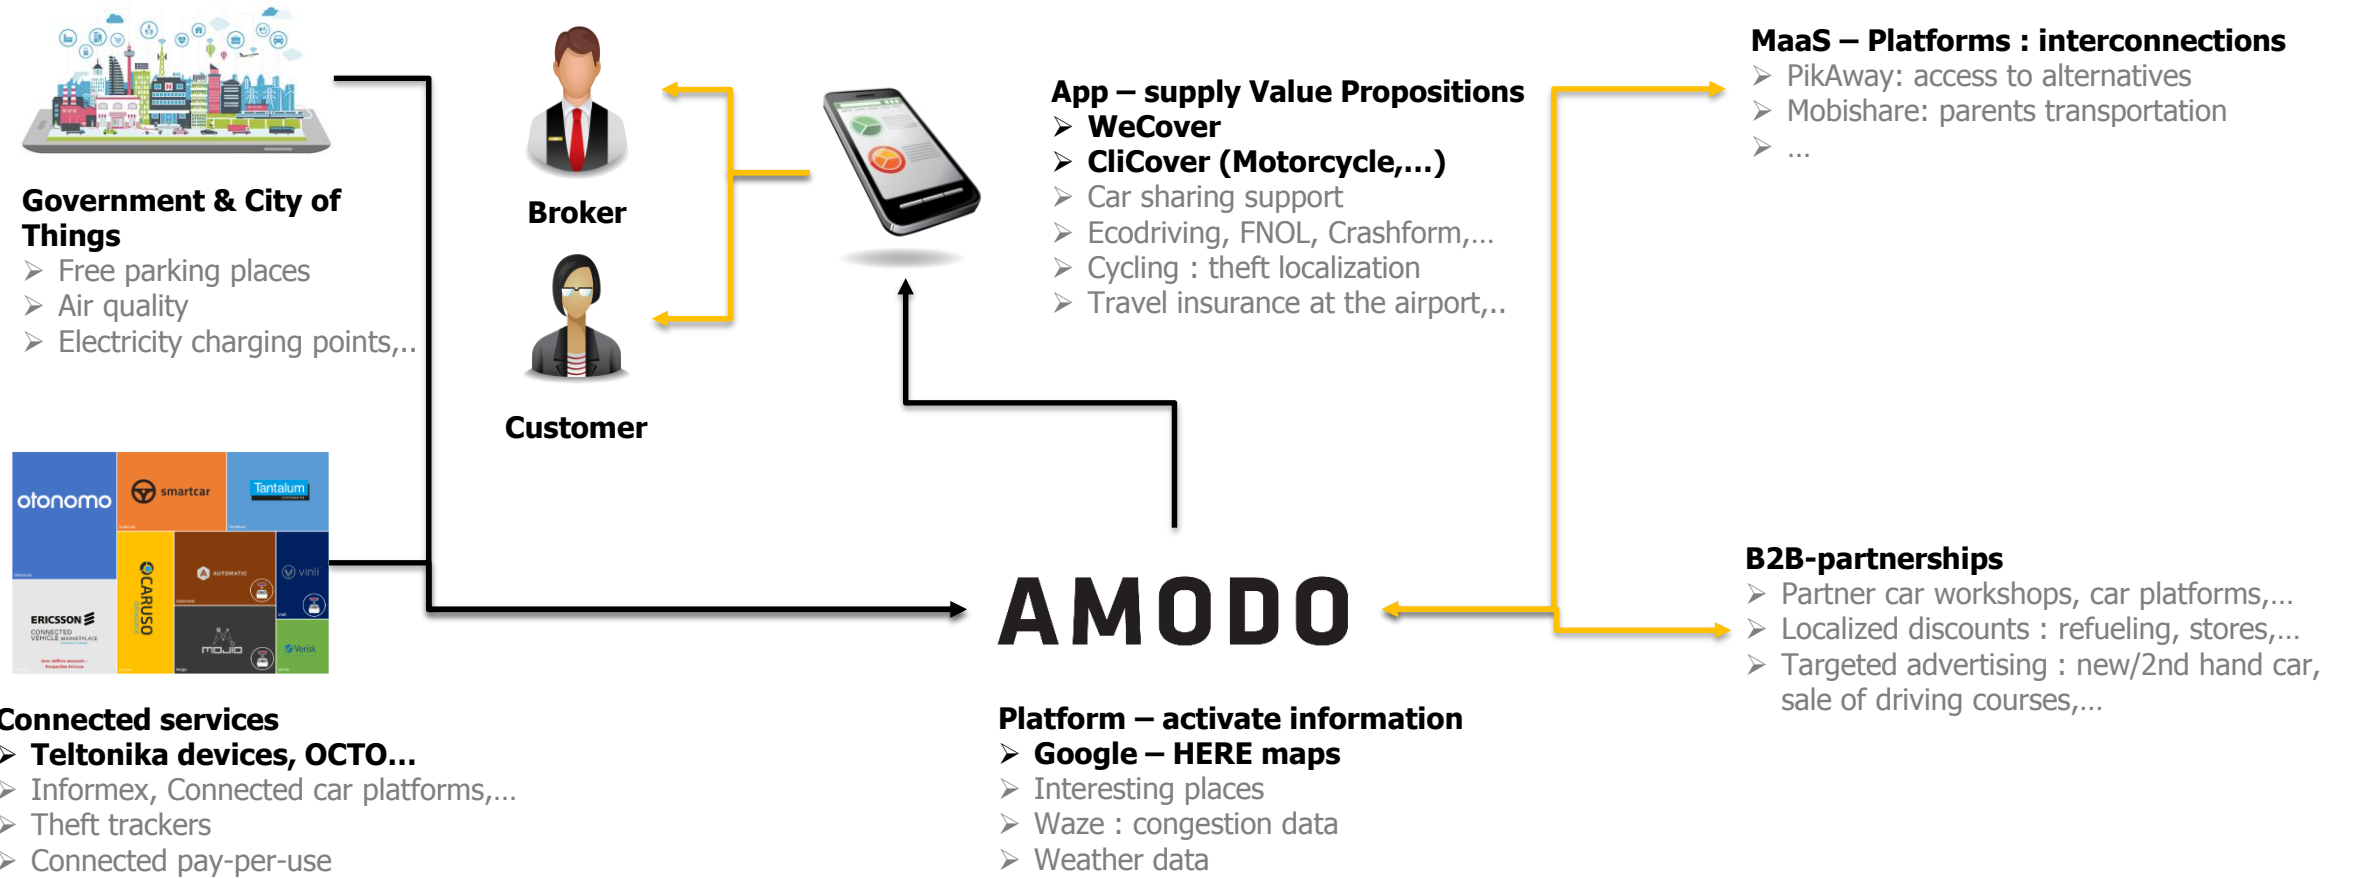 Government & City of
Things
➢ Free parking places
➢ Air quality
➢ Electricity charging points,..
Broker
Customer
App – supply Value Propositions
➢ WeCover
➢ CliCover (Motorcycle,…)
➢ Car sharing support
➢ Ecodriving, FNOL, Crashform,…
➢ Cycling : theft localization
➢ Travel insurance at the airport,..
MaaS – Platforms : interconnections
➢ PikAway: access to alternatives
➢ Mobishare: parents transportation
➢ …
otonomo
smartcar
Tantalum
CARUSO
AUTOMATIC
vinli
ERICSSON
CONNECTED
VEHICLE MARKETPLACE
mojio
Verisk
Connected services
➢ Teltonika devices, OCTO…
➢ Informex, Connected car platforms,…
➢ Theft trackers
➢ Connected pay-per-use
AMODO
Platform – activate information
➢ Google – HERE maps
➢ Interesting places
➢ Waze : congestion data
➢ Weather data
B2B-partnerships
➢ Partner car workshops, car platforms,…
➢ Localized discounts : refueling, stores,…
➢ Targeted advertising : new/2nd hand car,
sale of driving courses,…